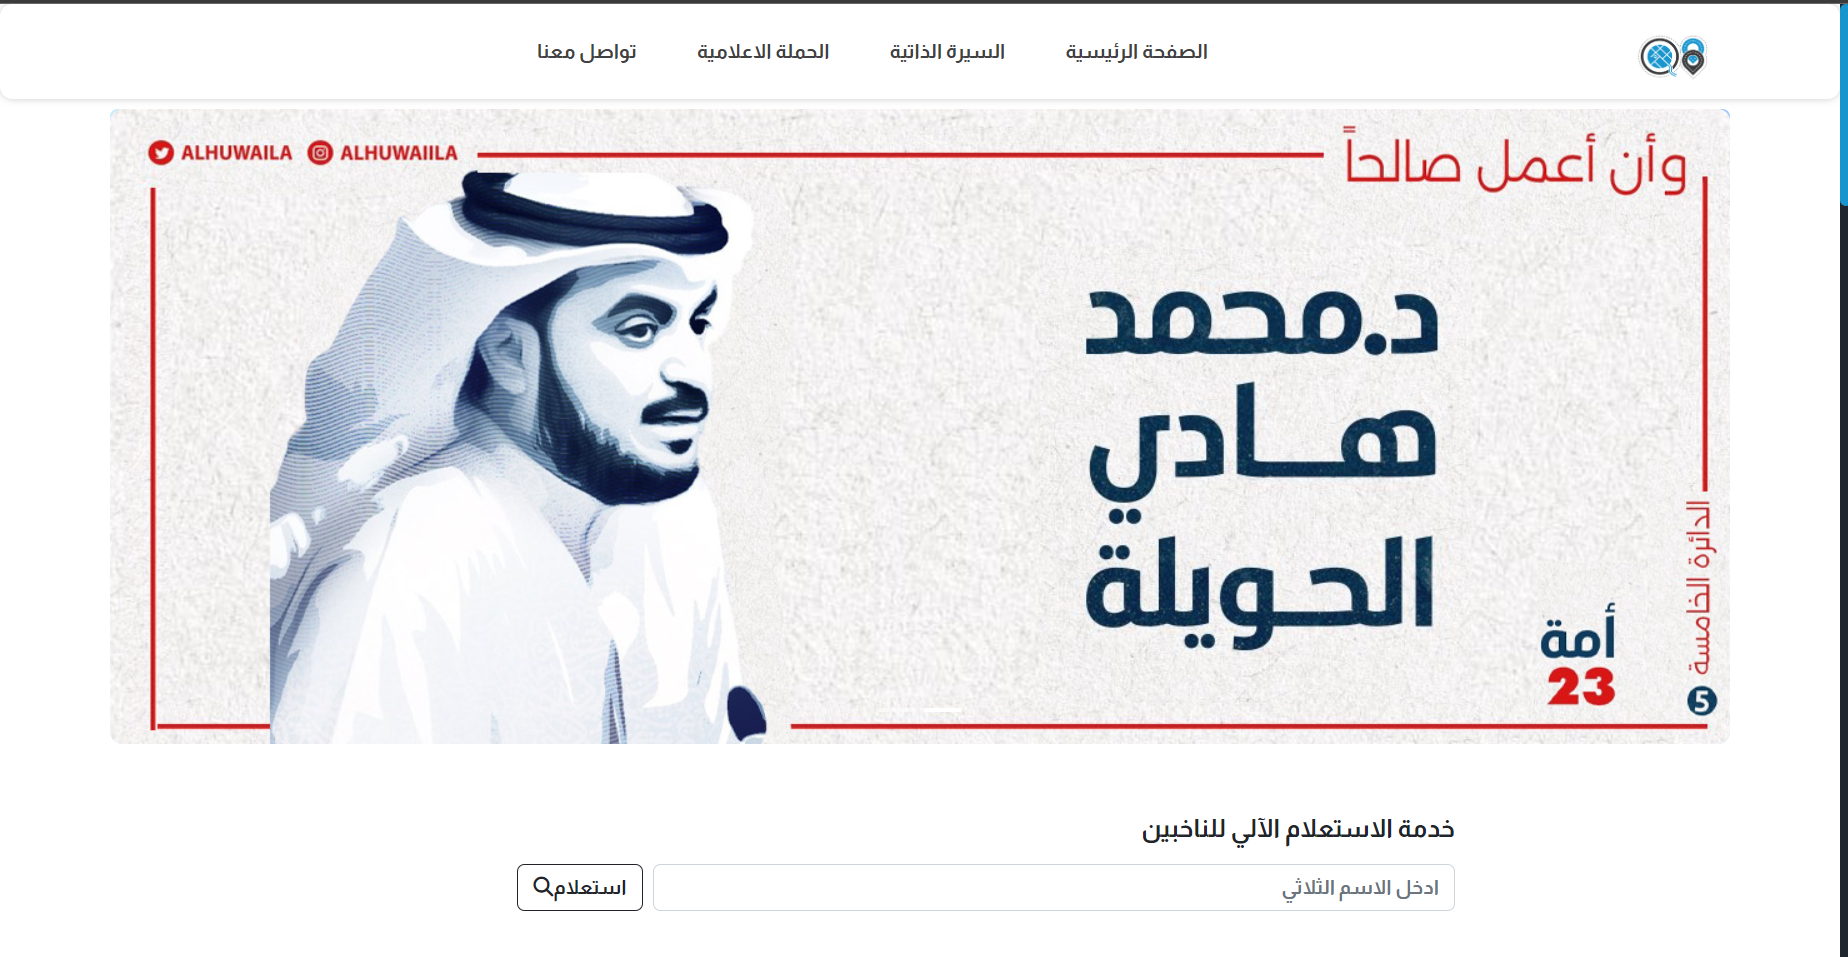 الصفحة الرئيسية
السيرة الذاتية
الحملة الاعلامية
تواصل معنا
وأن أعمل صالحاً
ALHUWAILA
ALHUWAIILA
د.محمد
هادي
الحويلة
الدائرة الخامسة
5
أمة
23
خدمة الاستعلام الآلي للناخبين
ادخل الاسم الثلاثي
استعلام